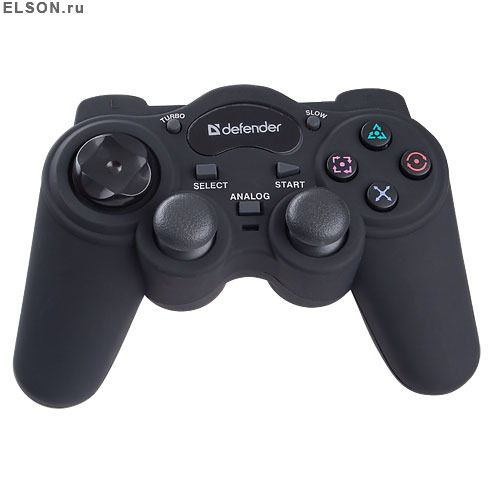 ELSON.ru
L
R
TURBO
SLOW
defender
SELECT
START
ANALOG